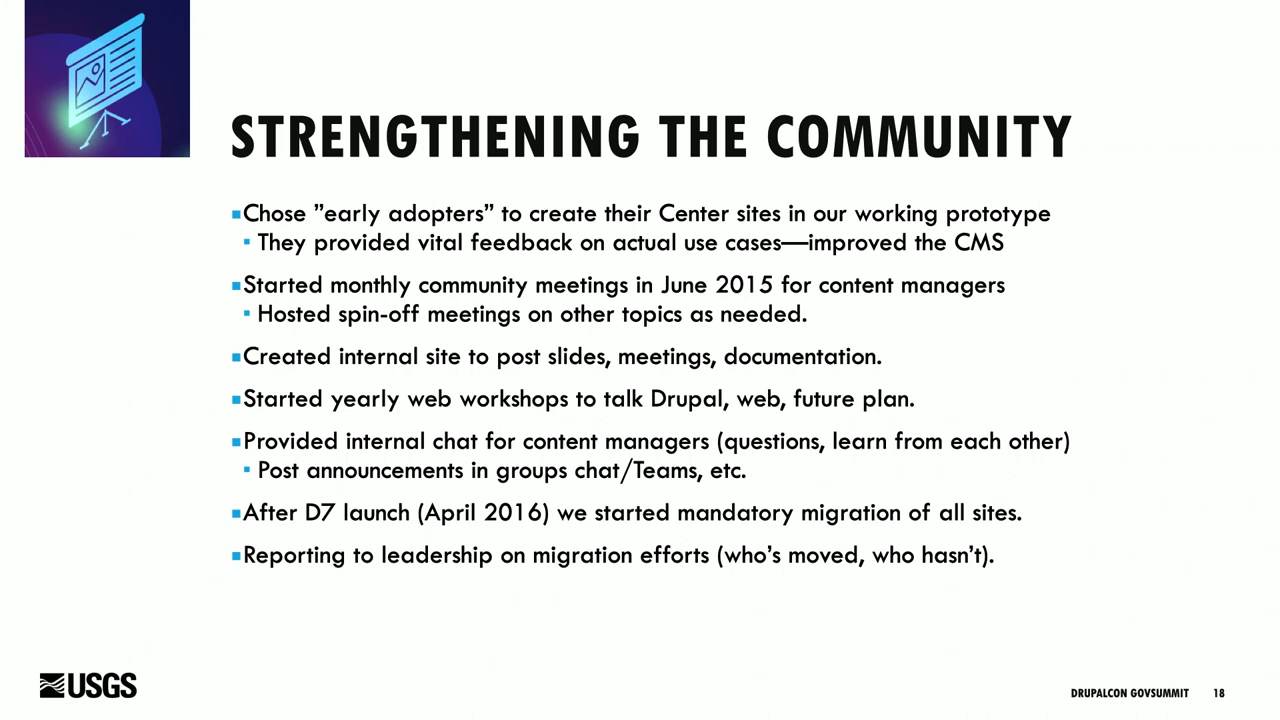 STRENGTHENING THE COMMUNITY
▪Chose ”early adopters” to create their Center sites in our working prototype
▪ They provided vital feedback on actual use cases—improved the CMS
▪Started monthly community meetings in June 2015 for content managers
▪ Hosted spin-off meetings on other topics as needed.
▪Created internal site to post slides, meetings, documentation.
▪Started yearly web workshops to talk Drupal, web, future plan.
▪Provided internal chat for content managers (questions, learn from each other)
▪ Post announcements in groups chat/Teams, etc.
▪After D7 launch (April 2016) we started mandatory migration of all sites.
▪Reporting to leadership on migration efforts (who’s moved, who hasn’t).
USGS
DRUPALCON GOVSUMMIT 18